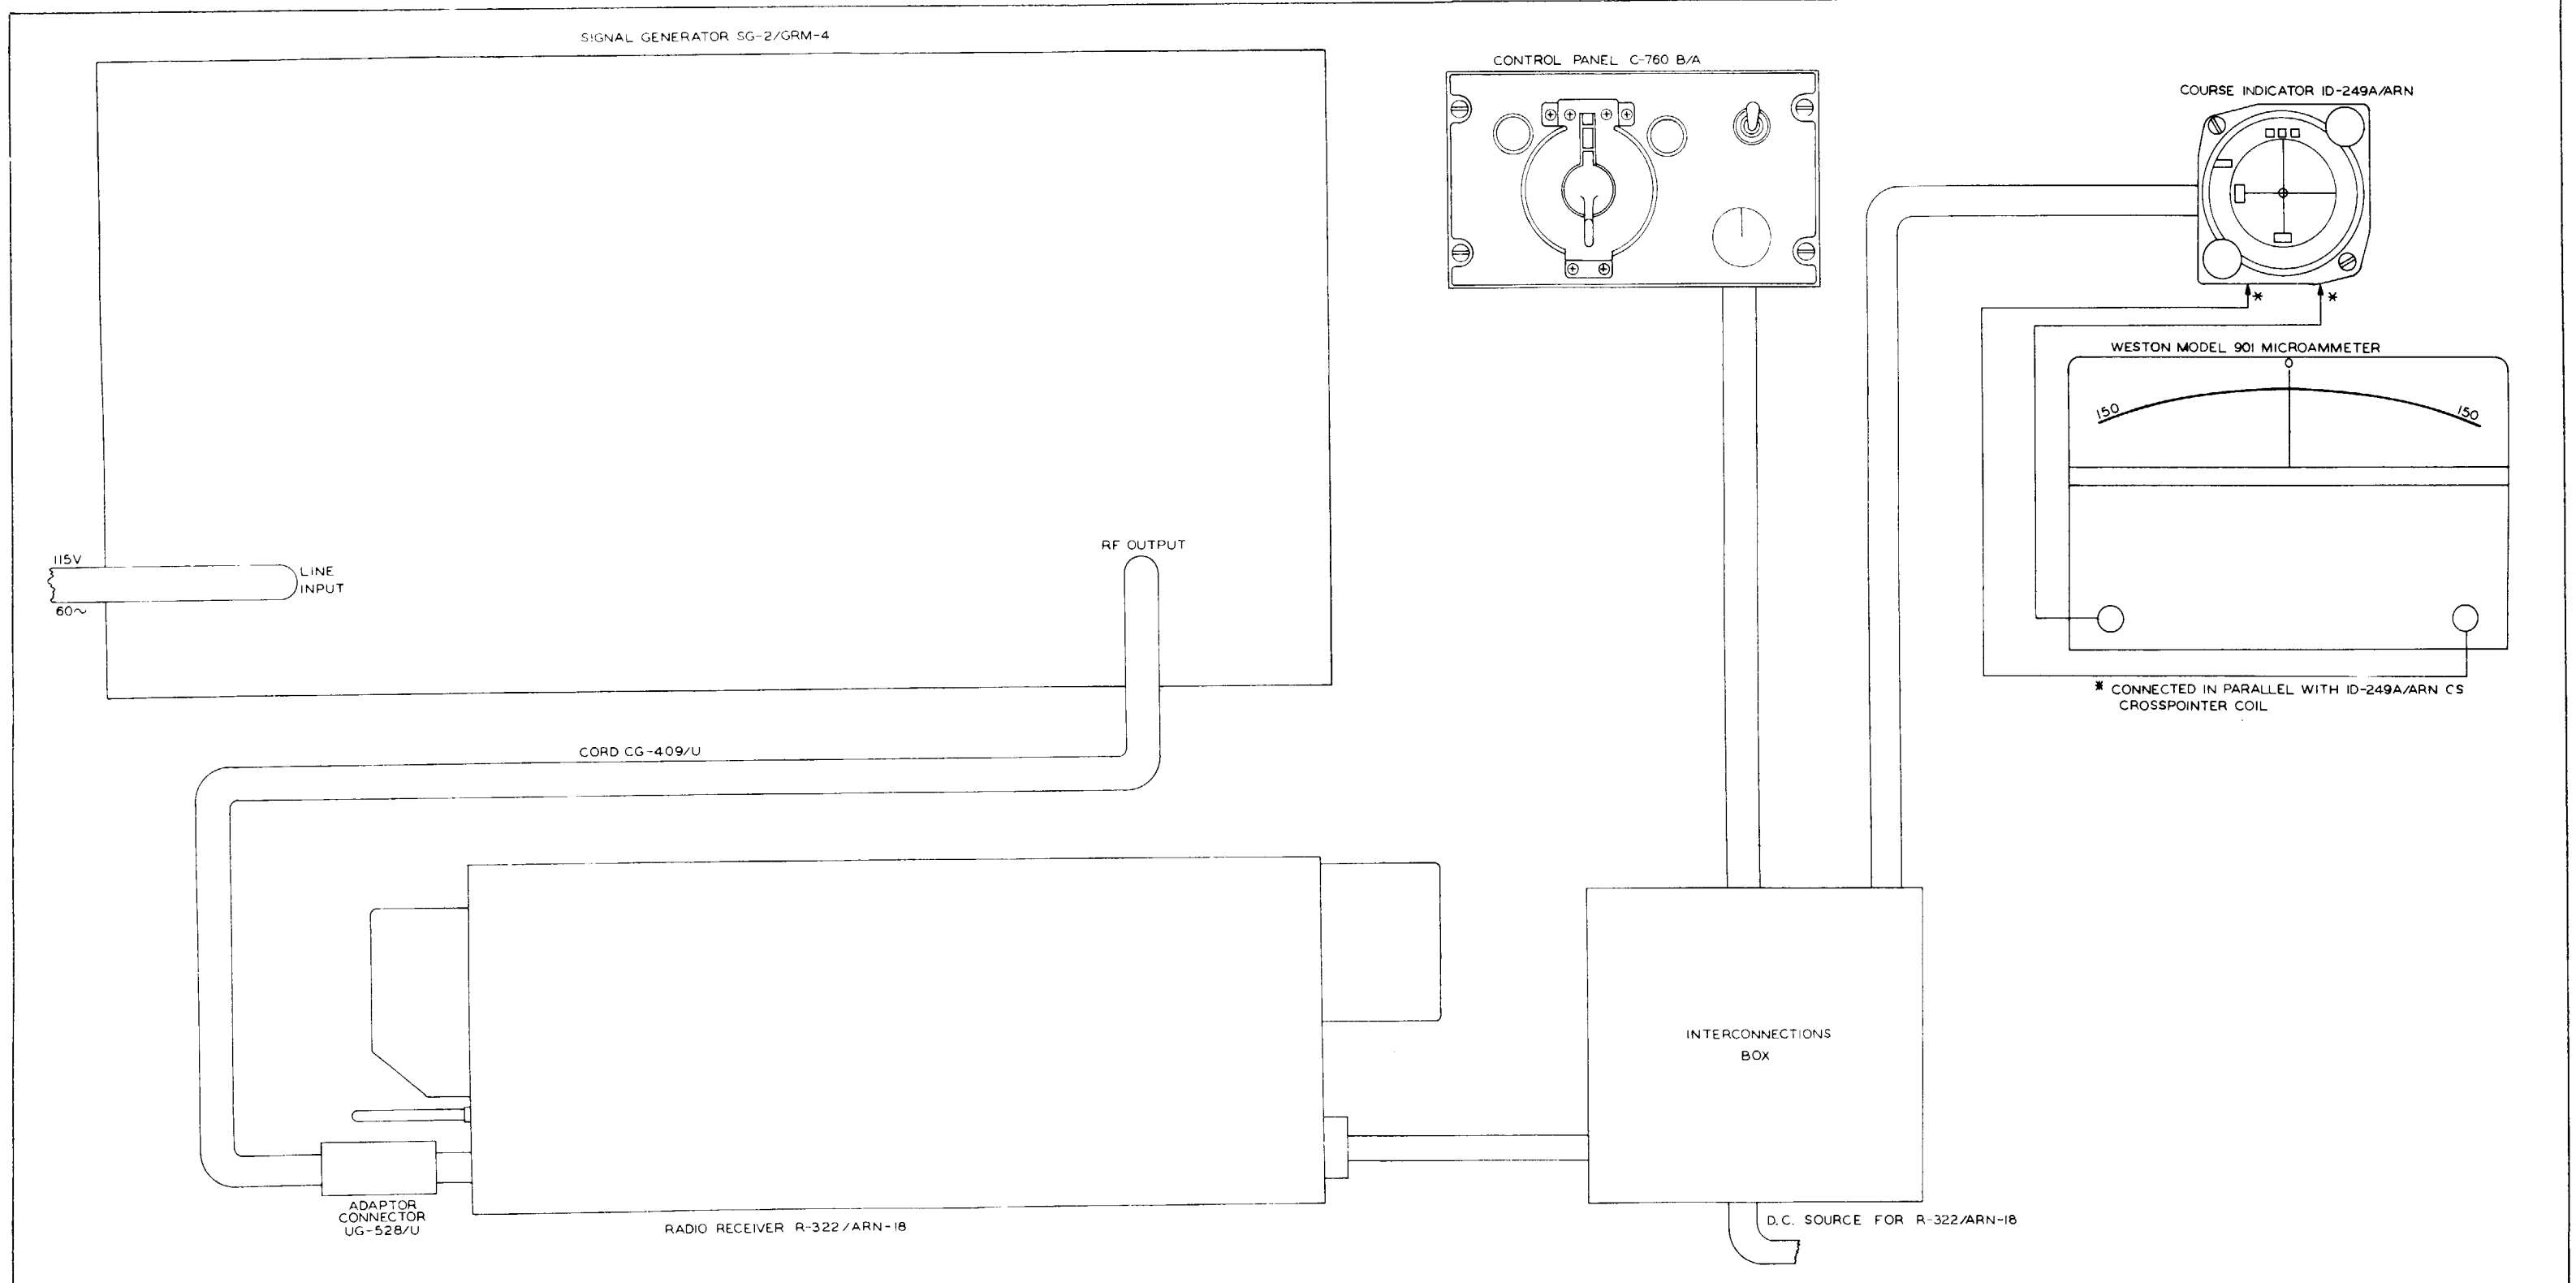 SIGNAL GENERATOR SG-2/GRM-4
CONTROL PANEL C-760 B/A
COURSE INDICATOR ID-249A/ARN
*
*
WESTON MODEL 901 MICROAMMETER
0
150
150
RF OUTPUT
115V
LINE
INPUT
60~
* CONNECTED IN PARALLEL WITH ID-249A/ARN CS
CROSSPOINTER COIL
CORD CG-409/U
INTERCONNECTIONS
BOX
ADAPTOR
CONNECTOR
UG-528/U
RADIO RECEIVER R-322/ARN-18
D.C. SOURCE FOR R-322/ARN-18